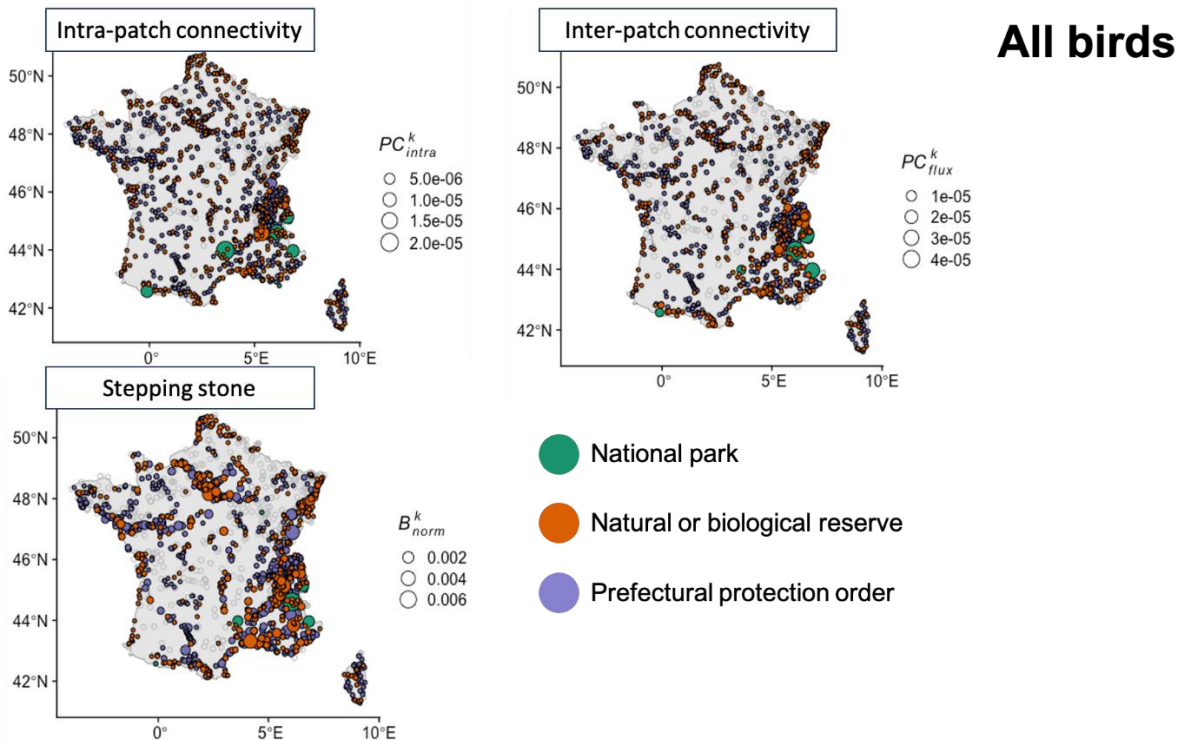 Intra-patch connectivity
50°N
48°N
46°N
44°N
42°N
0°
5°E
10°E
PC^k_intra
5.0e-06
1.0e-05
1.5e-05
2.0e-05
Inter-patch connectivity
50°N
48°N
46°N
44°N
42°N
0°
5°E
10°E
PC^k_flux
1e-05
2e-05
3e-05
4e-05
All birds
Stepping stone
50°N
48°N
46°N
44°N
42°N
0°
5°E
10°E
B^k_norm
0.002
0.004
0.006
National park
Natural or biological reserve
Prefectural protection order